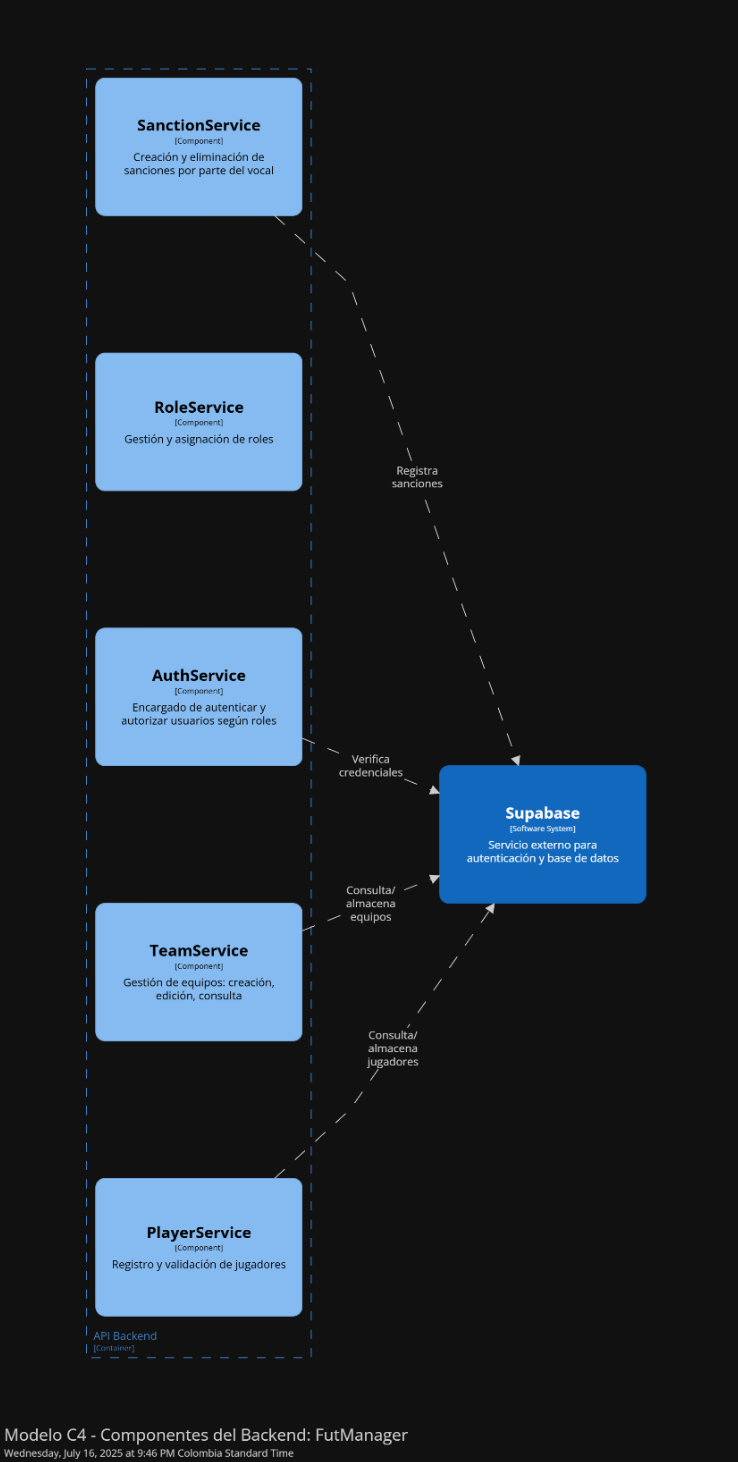 SanctionService
[Component]
Creación y eliminación de
sanciones por parte del vocal
RoleService
[Component]
Gestión y asignación de roles
Registra
sanciones
AuthService
[Component]
Encargado de autenticar y
autorizar usuarios según roles
Verifica
credenciales
Supabase
[Software System]
Servicio externo para
autenticación y base de datos
Consulta/
almacena
equipos
TeamService
[Component]
Gestión de equipos: creación,
edición, consulta
Consulta/
almacena
jugadores
PlayerService
[Component]
Registro y validación de jugadores
API Backend
[Container]
Modelo C4 - Componentes del Backend: FutManager
Wednesday, July 16, 2025 at 9:46 PM Colombia Standard Time